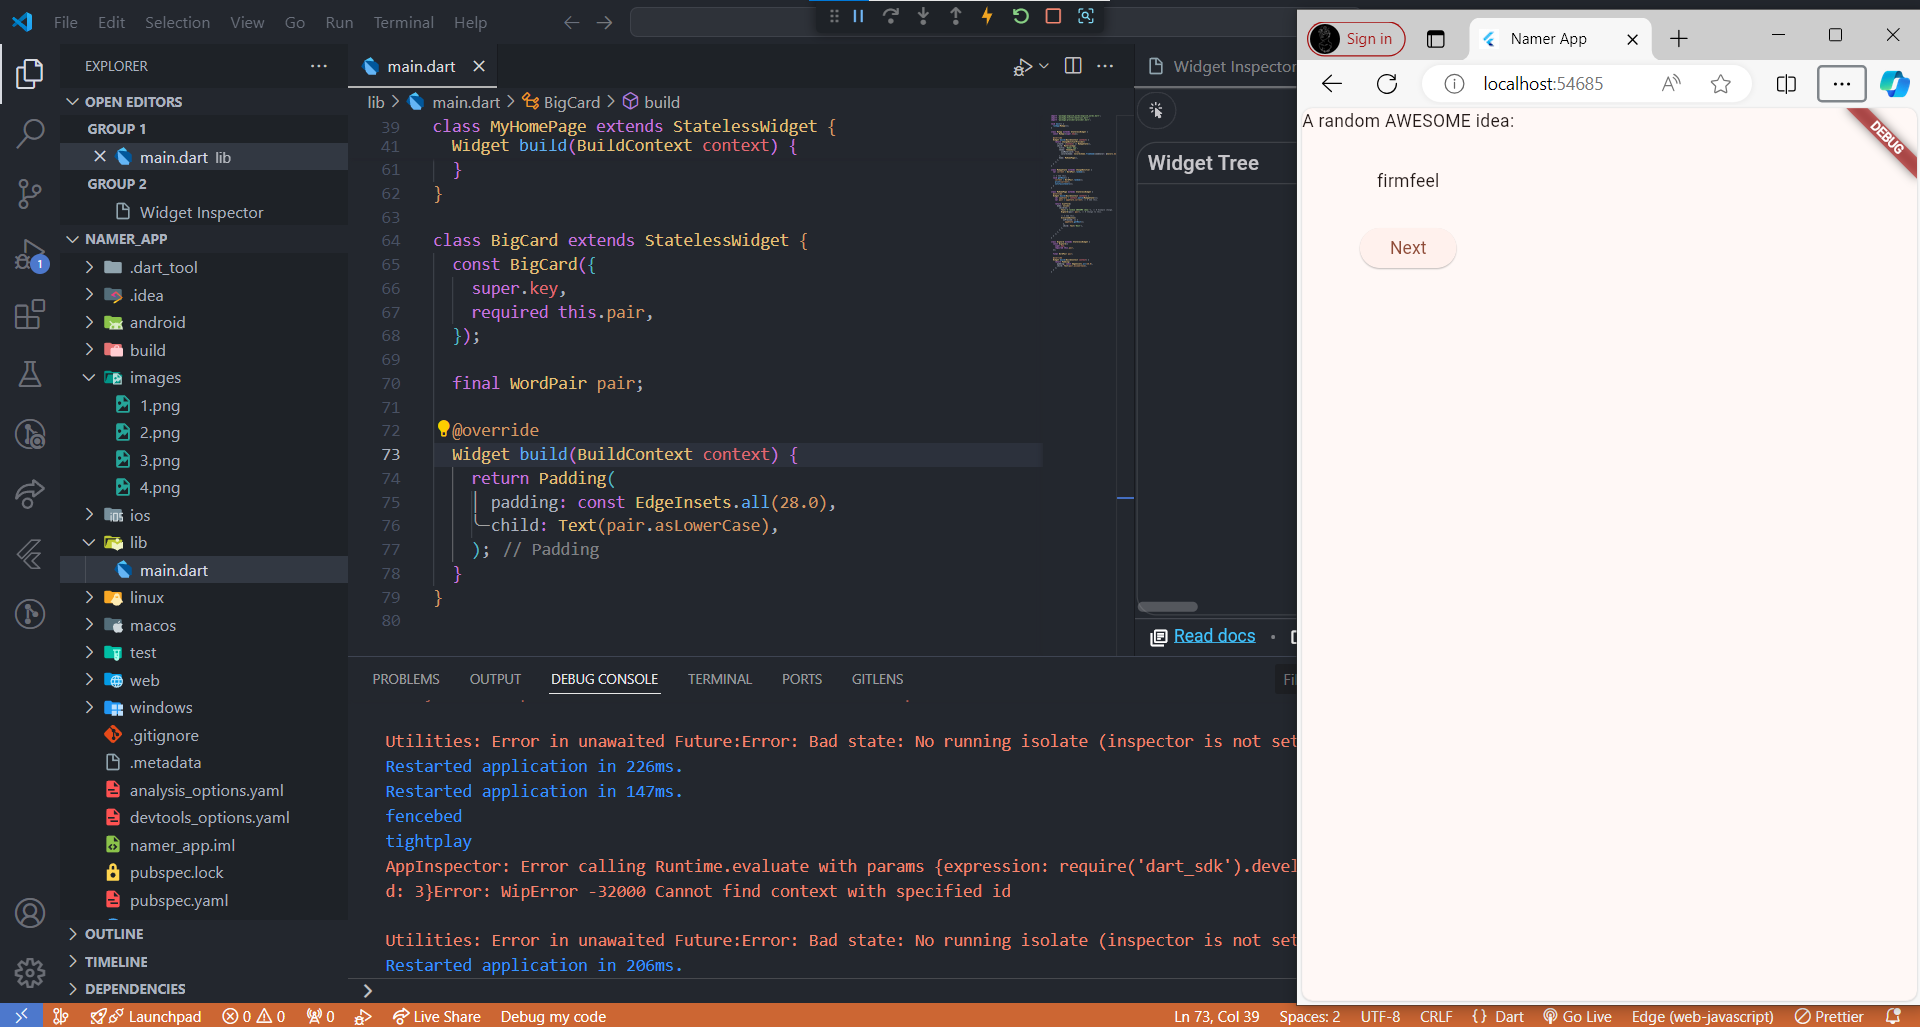 File Edit Selection View Go Run Terminal Help
EXPLORER
OPEN EDITORS
GROUP 1
main.dart lib
GROUP 2
Widget Inspector
NAMER_APP
.dart_tool
.idea
android
build
images
1.png
2.png
3.png
4.png
ios
lib
main.dart
linux
macos
test
web
windows
.gitignore
.metadata
analysis_options.yaml
devtools_options.yaml
namer_app.iml
pubspec.lock
pubspec.yaml
OUTLINE
TIMELINE
DEPENDENCIES
1
main.dart
lib > main.dart > BigCard > build
39 class MyHomePage extends StatelessWidget {
41 Widget build(BuildContext context) {
61 }
62 }
63
64 class BigCard extends StatelessWidget {
65 const BigCard({
66 super.key,
67 required this.pair,
68 });
69
70 final WordPair pair;
71
72 @override
73 Widget build(BuildContext context) {
74 return Padding(
75 padding: const EdgeInsets.all(28.0),
76 child: Text(pair.asLowerCase),
77 ); // Padding
78 }
79 }
80
Widget Inspector
Widget Tree
Read docs •
PROBLEMS OUTPUT DEBUG CONSOLE TERMINAL PORTS GITLENS
Fil
Utilities: Error in unawaited Future:Error: Bad state: No running isolate (inspector is not set
Restarted application in 226ms.
Restarted application in 147ms.
fencebed
tightplay
AppInspector: Error calling Runtime.evaluate with params {expression: require('dart_sdk').devel
d: 3}Error: WipError -32000 Cannot find context with specified id
Utilities: Error in unawaited Future:Error: Bad state: No running isolate (inspector is not set
Restarted application in 206ms.
>
Launchpad 0 0 0 Live Share Debug my code Ln 73, Col 39 Spaces: 2 UTF-8 CRLF {} Dart Go Live Edge (web-javascript) Prettier
Sign in
Namer App
localhost:54685
A random AWESOME idea:
DEBUG
firmfeel
Next